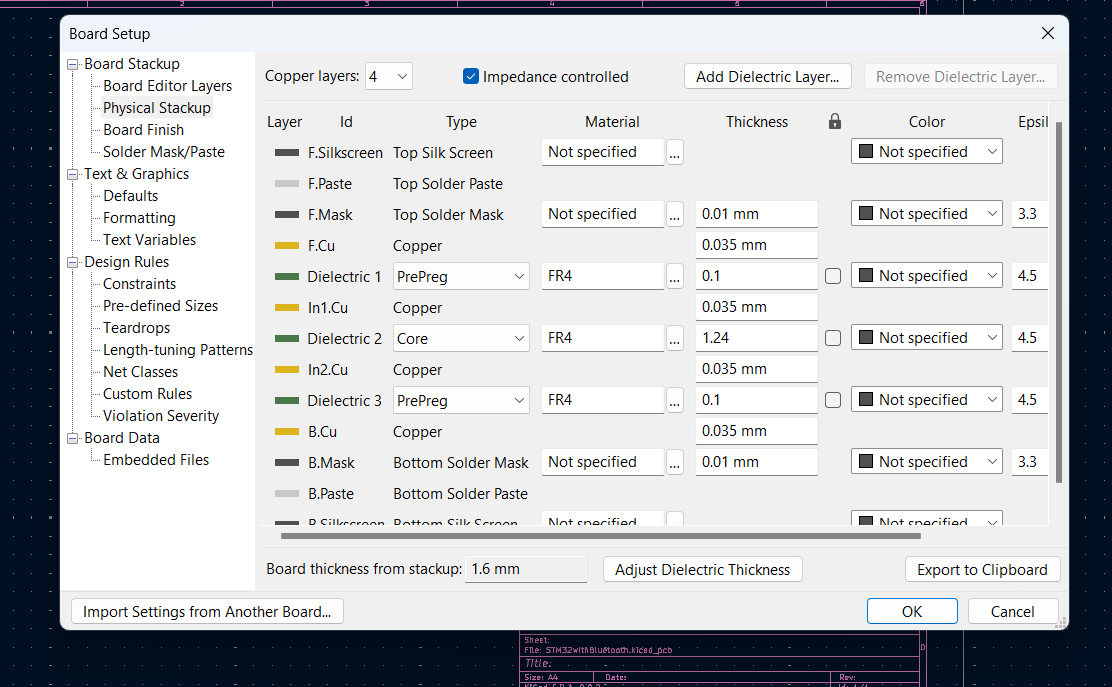 2 3 4 5 6
Board Setup
Board Stackup
Board Editor Layers
Physical Stackup
Board Finish
Solder Mask/Paste
Text & Graphics
Defaults
Formatting
Text Variables
Design Rules
Constraints
Pre-defined Sizes
Teardrops
Length-tuning Patterns
Net Classes
Custom Rules
Violation Severity
Board Data
Embedded Files
Copper layers: 4 Impedance controlled Add Dielectric Layer... Remove Dielectric Layer...
Layer Id Type Material Thickness Color Epsil
F.Silkscreen Top Silk Screen Not specified ... Not specified
F.Paste Top Solder Paste
F.Mask Top Solder Mask Not specified ... 0.01 mm Not specified 3.3
F.Cu Copper 0.035 mm
Dielectric 1 PrePreg FR4 ... 0.1 Not specified 4.5
In1.Cu Copper 0.035 mm
Dielectric 2 Core FR4 ... 1.24 Not specified 4.5
In2.Cu Copper 0.035 mm
Dielectric 3 PrePreg FR4 ... 0.1 Not specified 4.5
B.Cu Copper 0.035 mm
B.Mask Bottom Solder Mask Not specified ... 0.01 mm Not specified 3.3
B.Paste Bottom Solder Paste
B.Silkscreen Bottom Silk Screen Not specified Not specified
Board thickness from stackup: 1.6 mm Adjust Dielectric Thickness Export to Clipboard
Import Settings from Another Board... OK Cancel
Sheet:
File: STM32withBluetooth.kicad_pcb
D
Title:
Size: A4 Date: Rev: